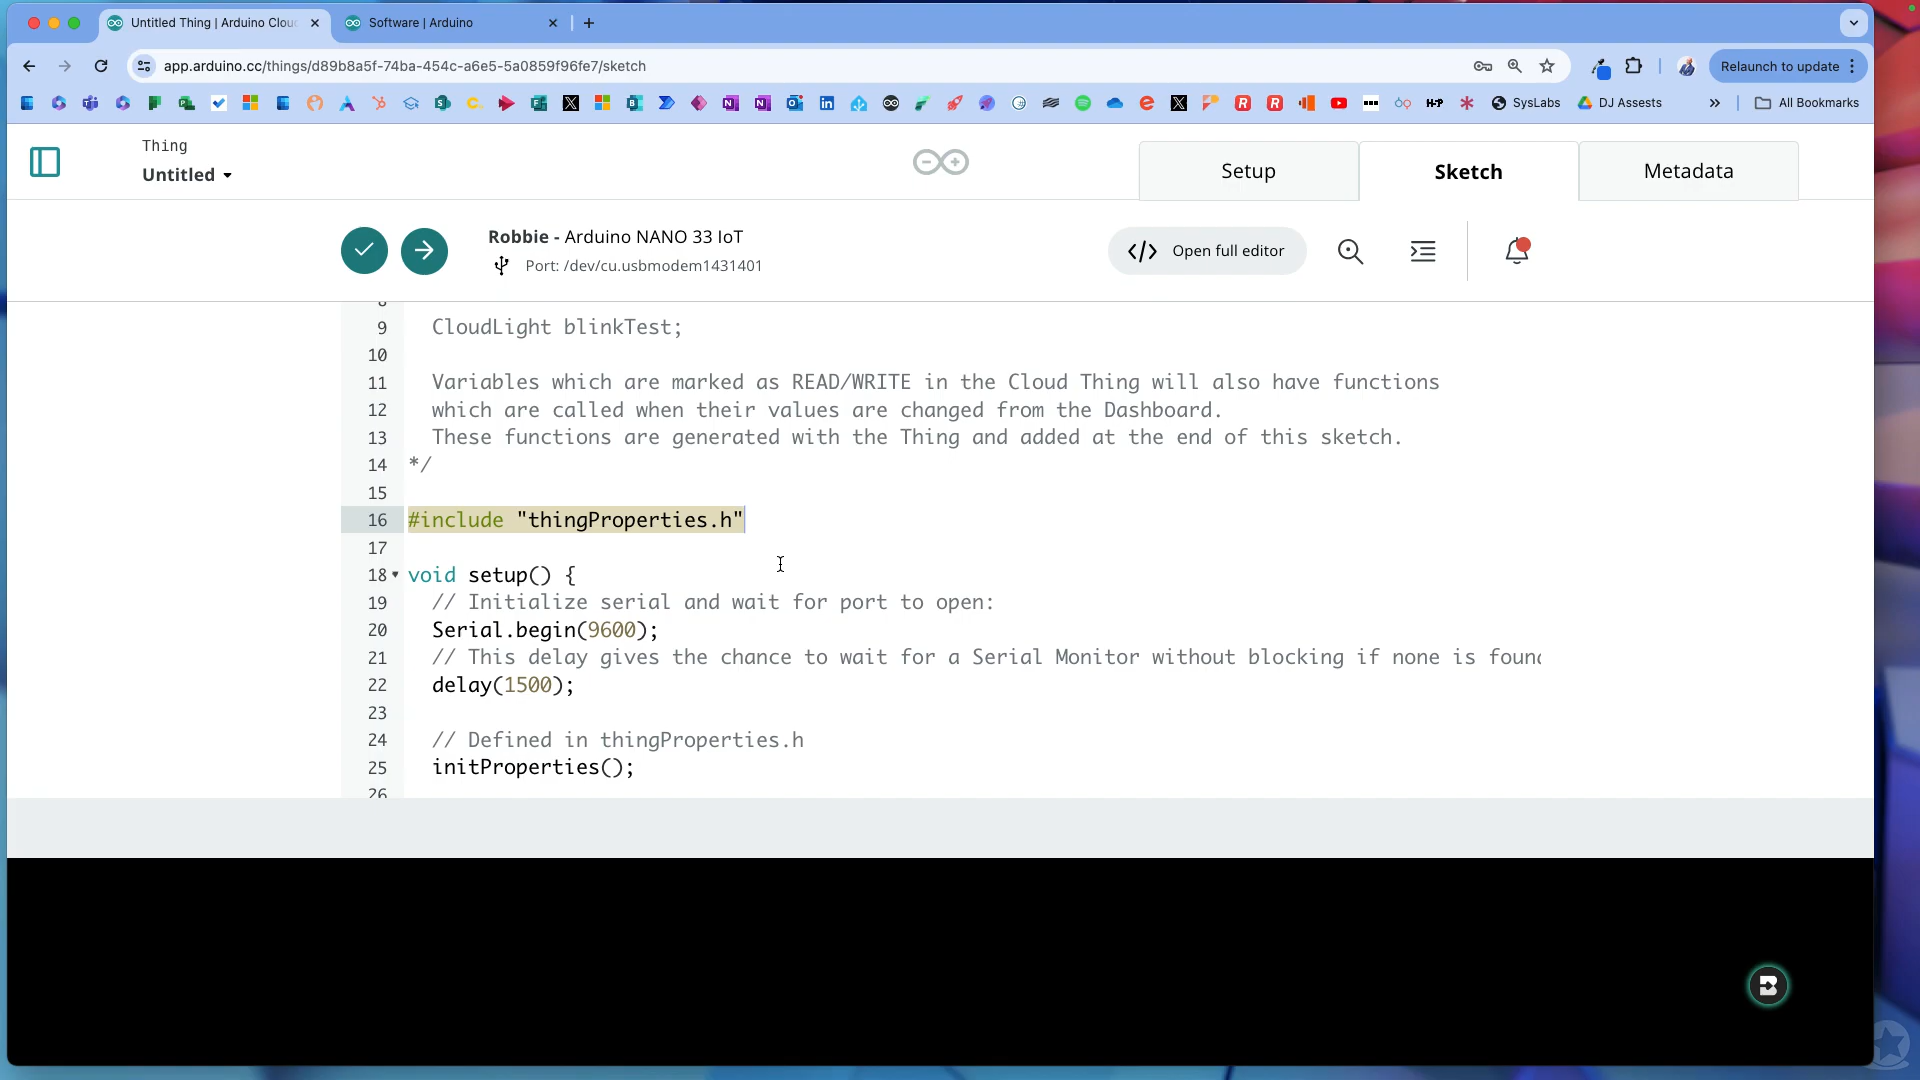 Untitled Thing | Arduino Clou
Software | Arduino
app.arduino.cc/things/d89b8a5f-74ba-454c-a6e5-5a0859f96fe7/sketch
Relaunch to update
SysLabs
DJ Assests
All Bookmarks
Thing
Untitled
Setup
Sketch
Metadata
Robbie - Arduino NANO 33 IoT
Port: /dev/cu.usbmodem1431401
</> Open full editor
8
9 CloudLight blinkTest;
10
11 Variables which are marked as READ/WRITE in the Cloud Thing will also have functions
12 which are called when their values are changed from the Dashboard.
13 These functions are generated with the Thing and added at the end of this sketch.
14 */
15
16 #include "thingProperties.h"
17
18 void setup() {
19 // Initialize serial and wait for port to open:
20 Serial.begin(9600);
21 // This delay gives the chance to wait for a Serial Monitor without blocking if none is found
22 delay(1500);
23
24 // Defined in thingProperties.h
25 initProperties();
26